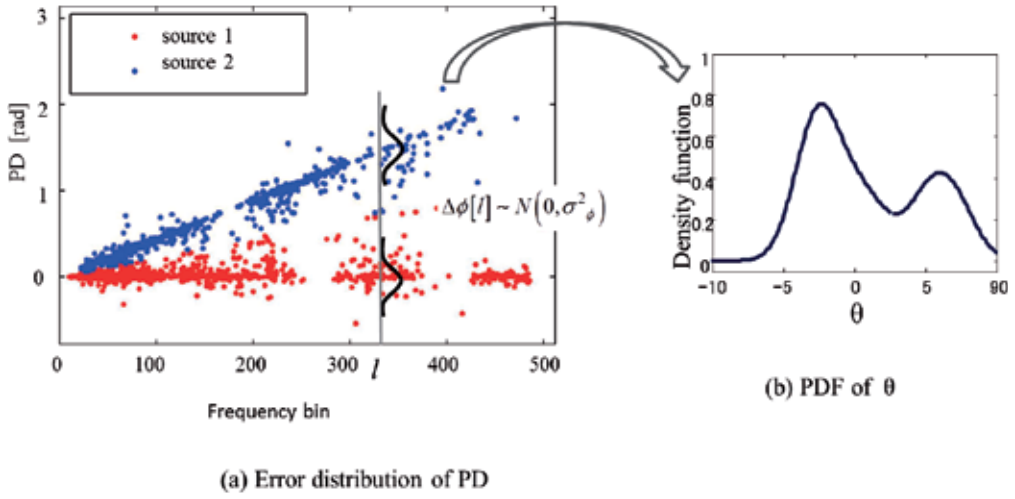 source 1
source 2
PD [rad]
3
2
1
0
0 100 200 300 l 400 500
Frequency bin
Δϕ[l] ~ N(0,σ²ϕ)
(a) Error distribution of PD
Density function
1
0.8
0.6
0.4
0.2
0
−10 −5 0 5 90
θ
(b) PDF of θ